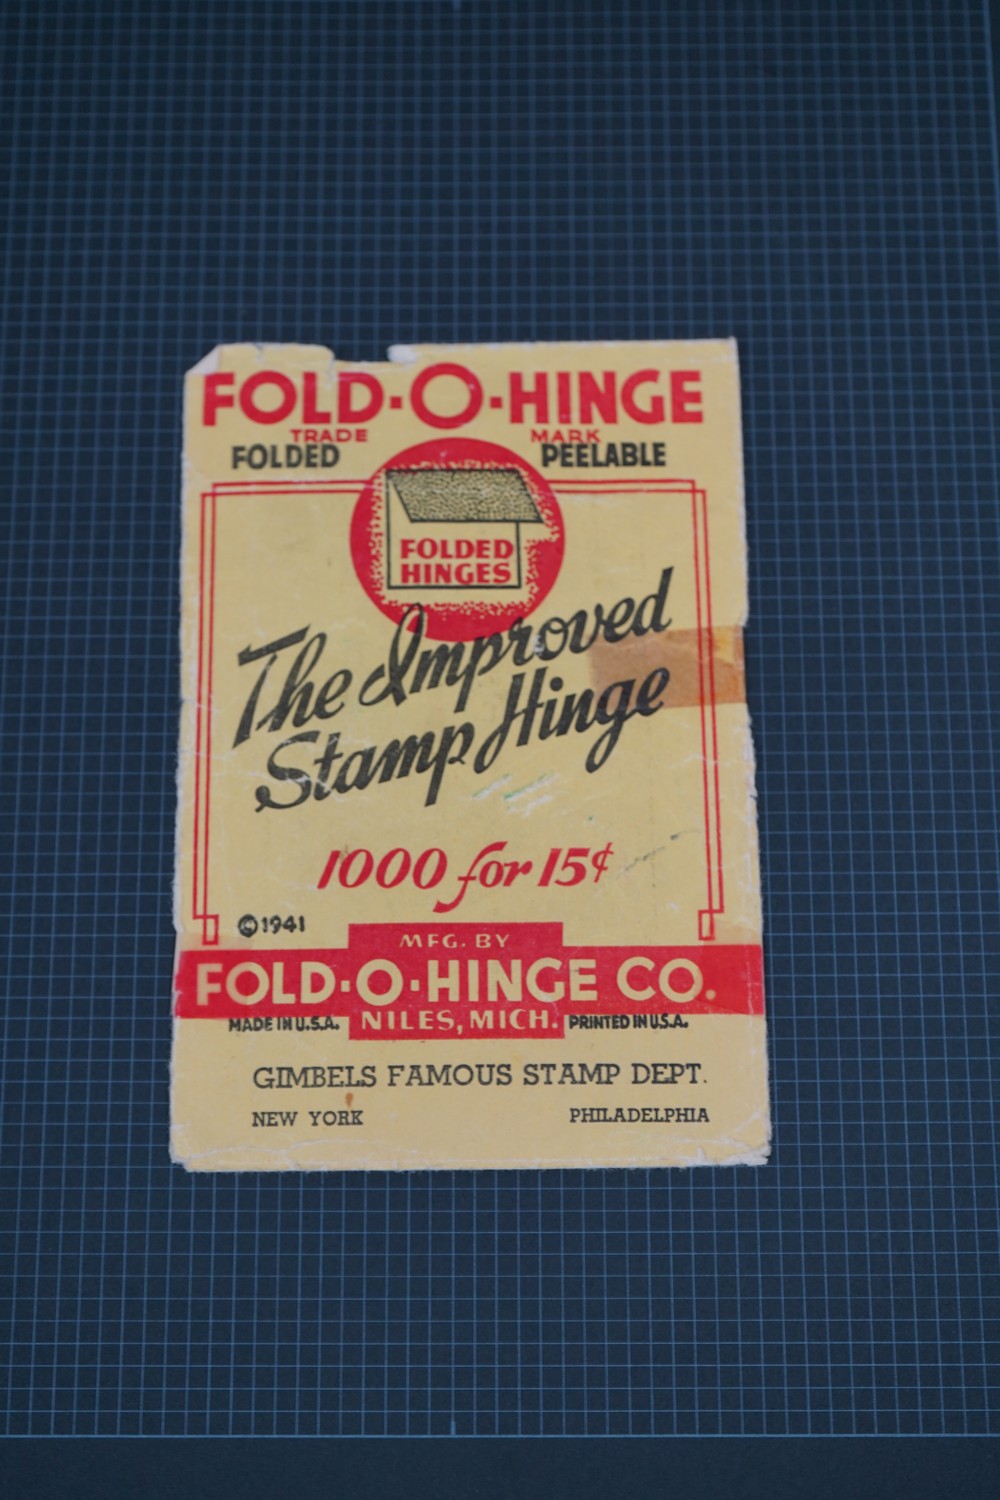 FOLD-O-HINGE
TRADE MARK
FOLDED PEELABLE
FOLDED
HINGES
The Improved
Stamp Hinge
1000 for 15¢
©1941
MFG. BY
FOLD-O-HINGE CO.
MADE IN U.S.A. NILES, MICH. PRINTED IN U.S.A.
GIMBELS FAMOUS STAMP DEPT.
NEW YORK PHILADELPHIA